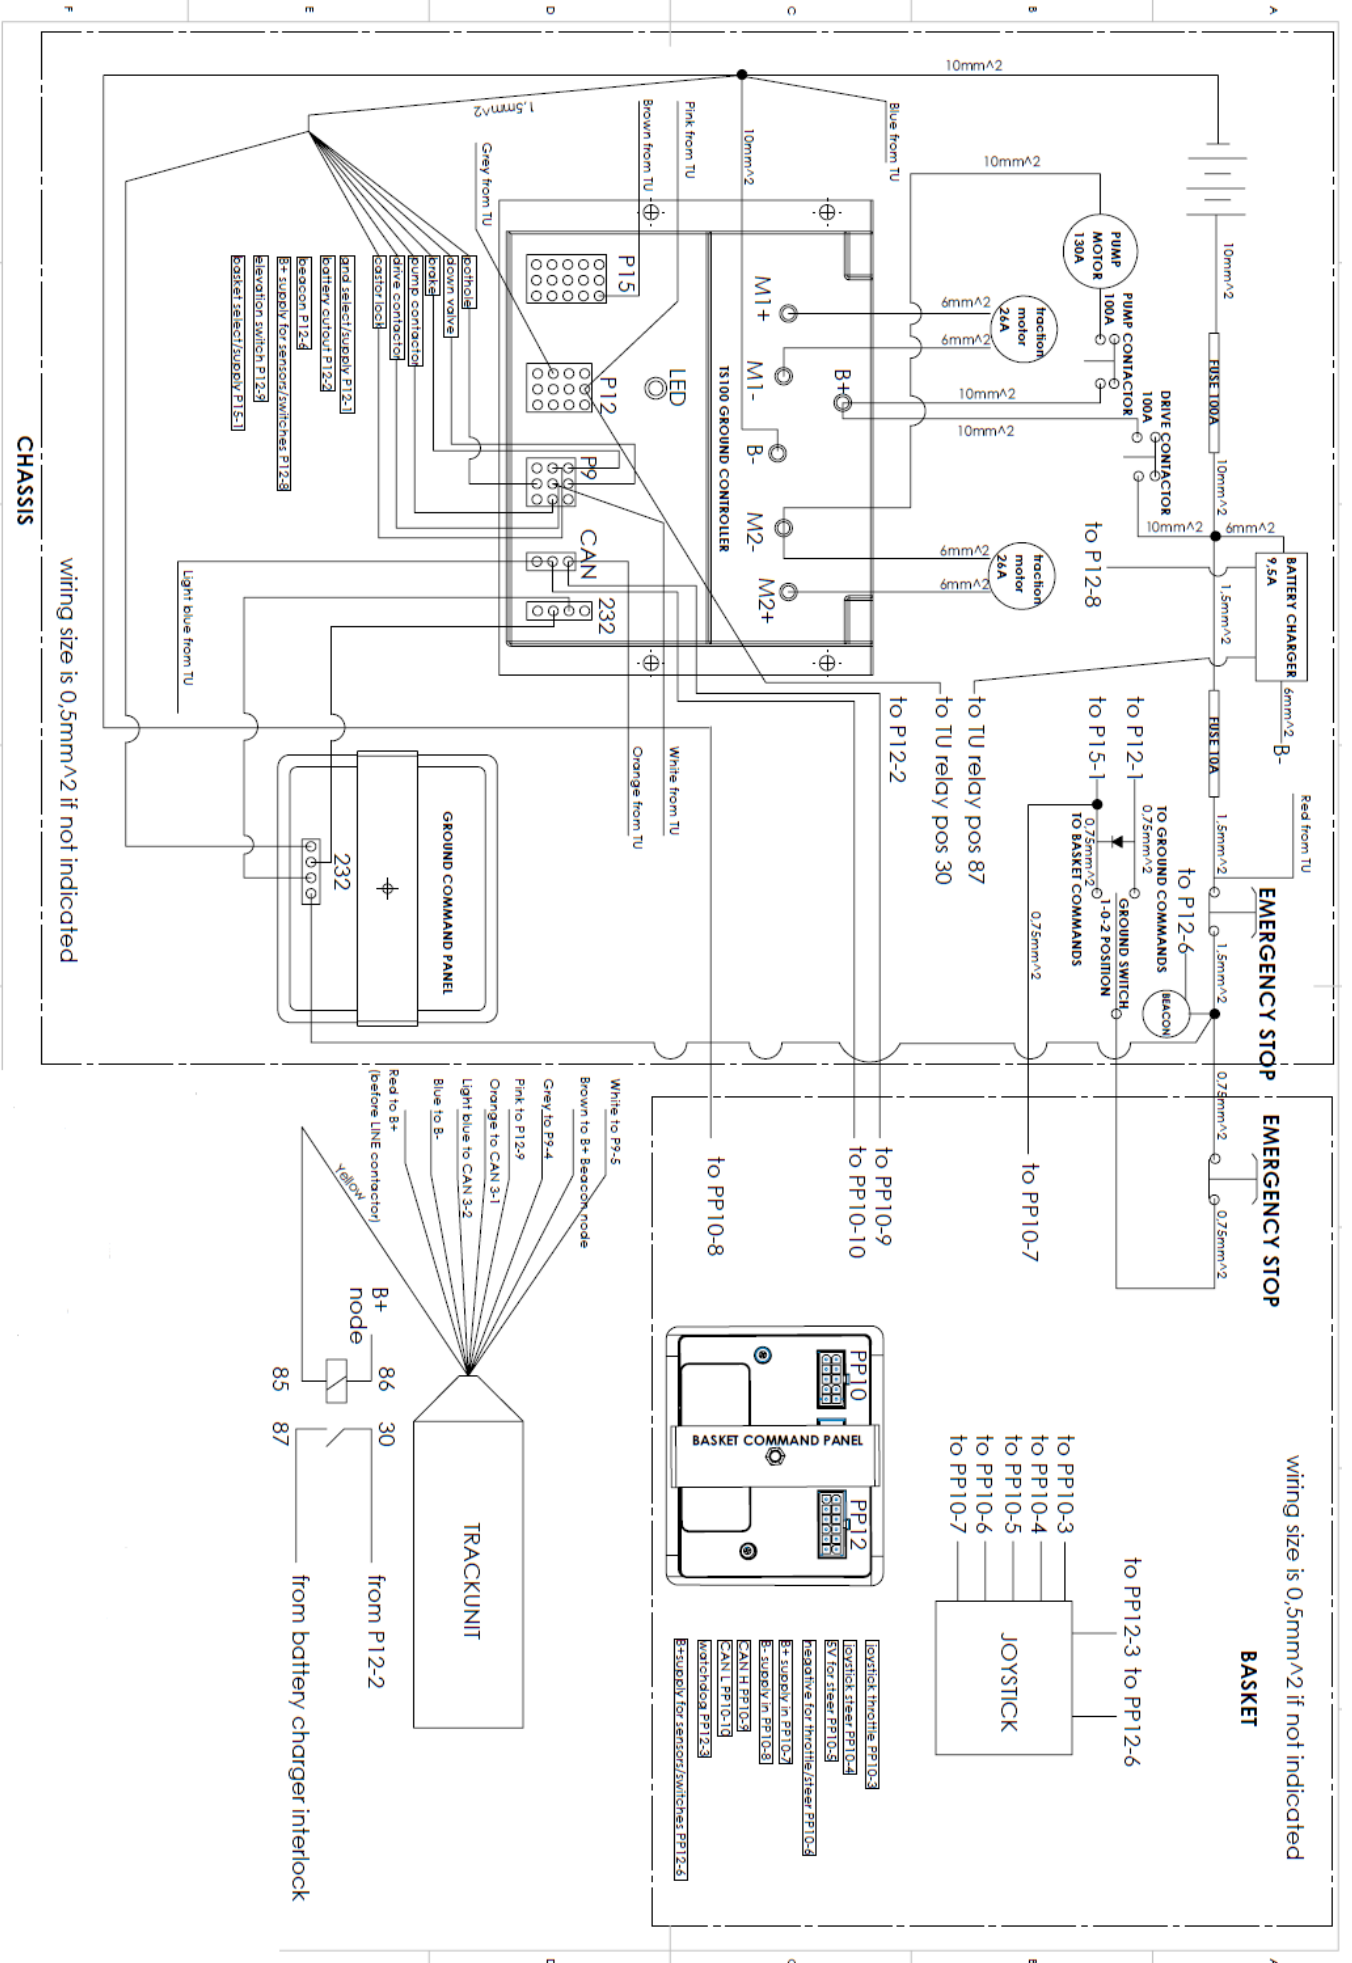 F
E
D
C
B
A
10mm^2
1,5mm^2
Brown from TU
Pink from TU
10mm^2
Blue from TU
Grey from TU
10mm^2
PUMP
MOTOR
130A
10mm^2
FUSE 100A
10mm^2
PUMP CONTACTOR
100A
DRIVE CONTACTOR
100A
6mm^2
6mm^2
traction
motor
26A
10mm^2
10mm^2
10mm^2
6mm^2
BATTERY CHARGER
9,5A
6mm^2
B-
to P12-8
1,5mm^2
FUSE 10A
1,5mm^2
Red from TU
P15
P12
LED
P9
CAN
232
TS100 GROUND CONTROLLER
M1+
M1-
B+
B-
M2-
M2+
6mm^2
6mm^2
traction
motor
26A
pothole
down valve
brake
pump contactor
drive contactor
castor lock
gnd select/supply P12-1
battery cutout P12-2
beacon P12-6
B+ supply for sensors/switches P12-8
elevation switch P12-9
basket select/supply P15-1
Light blue from TU
White from TU
Orange from TU
to P12-2
to TU relay pos 30
to TU relay pos 87
to P15-1
to P12-1
0,75mm^2
TO GROUND COMMANDS
0,75mm^2
TO BASKET COMMANDS
GROUND SWITCH
1-0-2 POSITION
to P12-6
BEACON
EMERGENCY STOP
1,5mm^2
0,75mm^2
GROUND COMMAND PANEL
232
CHASSIS
wiring size is 0,5mm^2 if not indicated
0,75mm^2
EMERGENCY STOP
0,75mm^2
to PP10-7
to PP10-9
to PP10-10
to PP10-8
White to P9-5
Brown to B+ Beacon node
Grey to P9-4
Pink to P12-9
Orange to CAN 3-1
Light blue to CAN 3-2
Blue to B-
Red to B+
(before LINE contactor)
Yellow
B+
node
86
85
30
87
from P12-2
from battery charger interlock
TRACKUNIT
PP10
BASKET COMMAND PANEL
PP12
to PP10-3
to PP10-4
to PP10-5
to PP10-6
to PP10-7
JOYSTICK
to PP12-3
to PP12-6
joystick throttle PP10-3
joystick steer PP10-4
5V for steer PP10-5
negative for throttle/steer PP10-6
B+ supply in PP10-7
B- supply in PP10-8
CAN H PP10-9
CAN L PP10-10
watchdog PP12-3
B+supply for sensors/switches PP12-6
BASKET
wiring size is 0,5mm^2 if not indicated